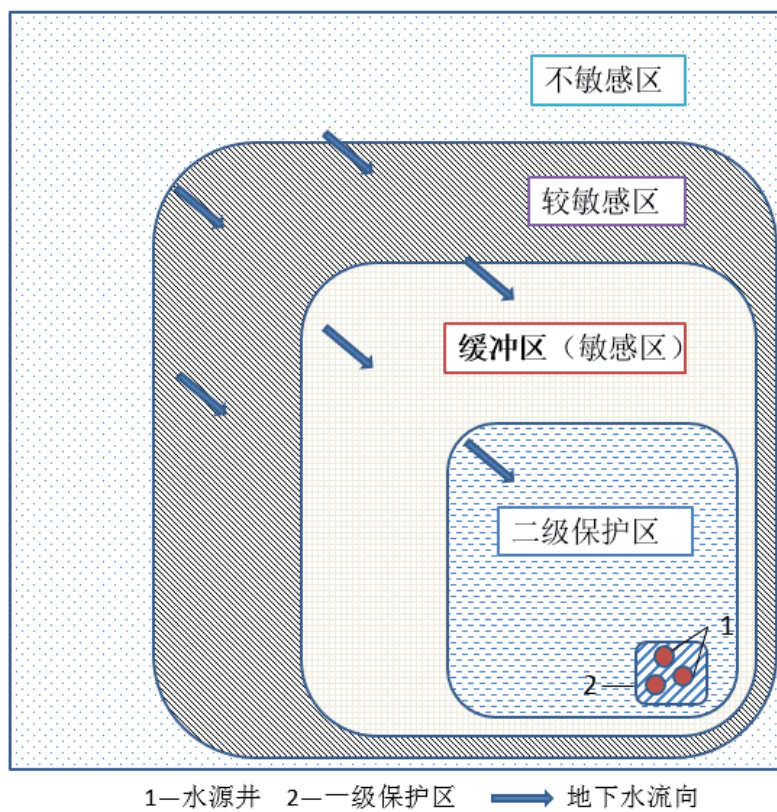 不敏感区
较敏感区
缓冲区（敏感区）
二级保护区
1
2
1—水源井 2—一级保护区 地下水流向